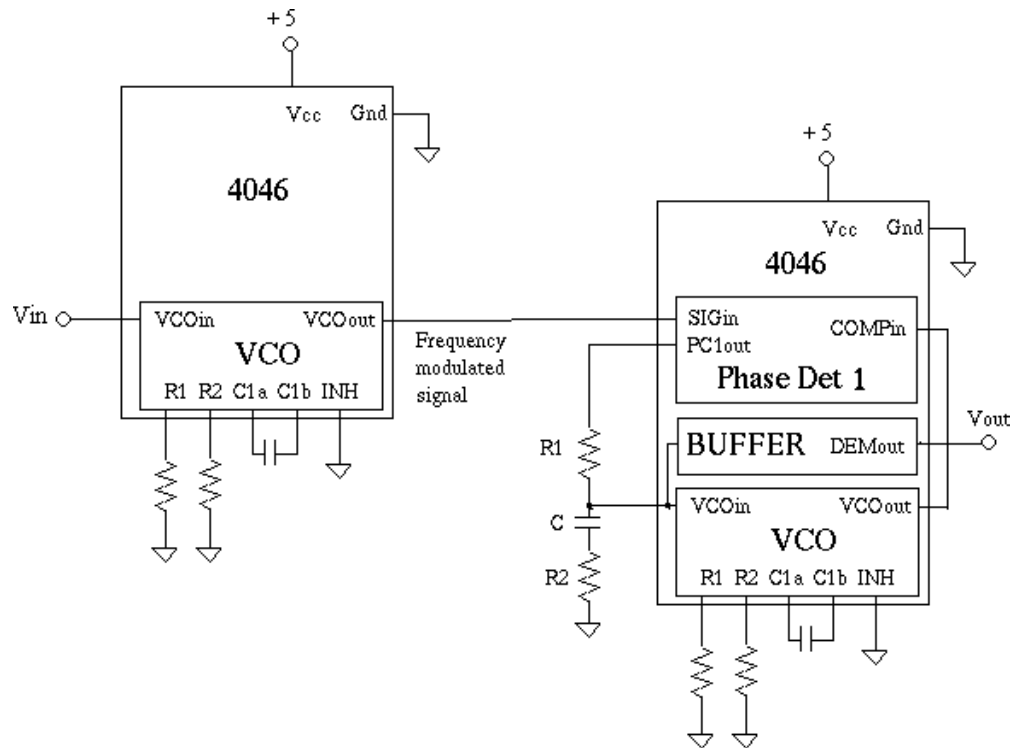 + 5
Vcc Gnd
4046
Vin
VCOin VCOout
VCO
R1 R2 C1a C1b INH
Frequency
modulated
signal
+ 5
Vcc Gnd
4046
SIGin
COMPin
PC1out
Phase Det 1
R1
BUFFER DEMout
Vout
C
VCOin VCOout
VCO
R2
R1 R2 C1a C1b INH